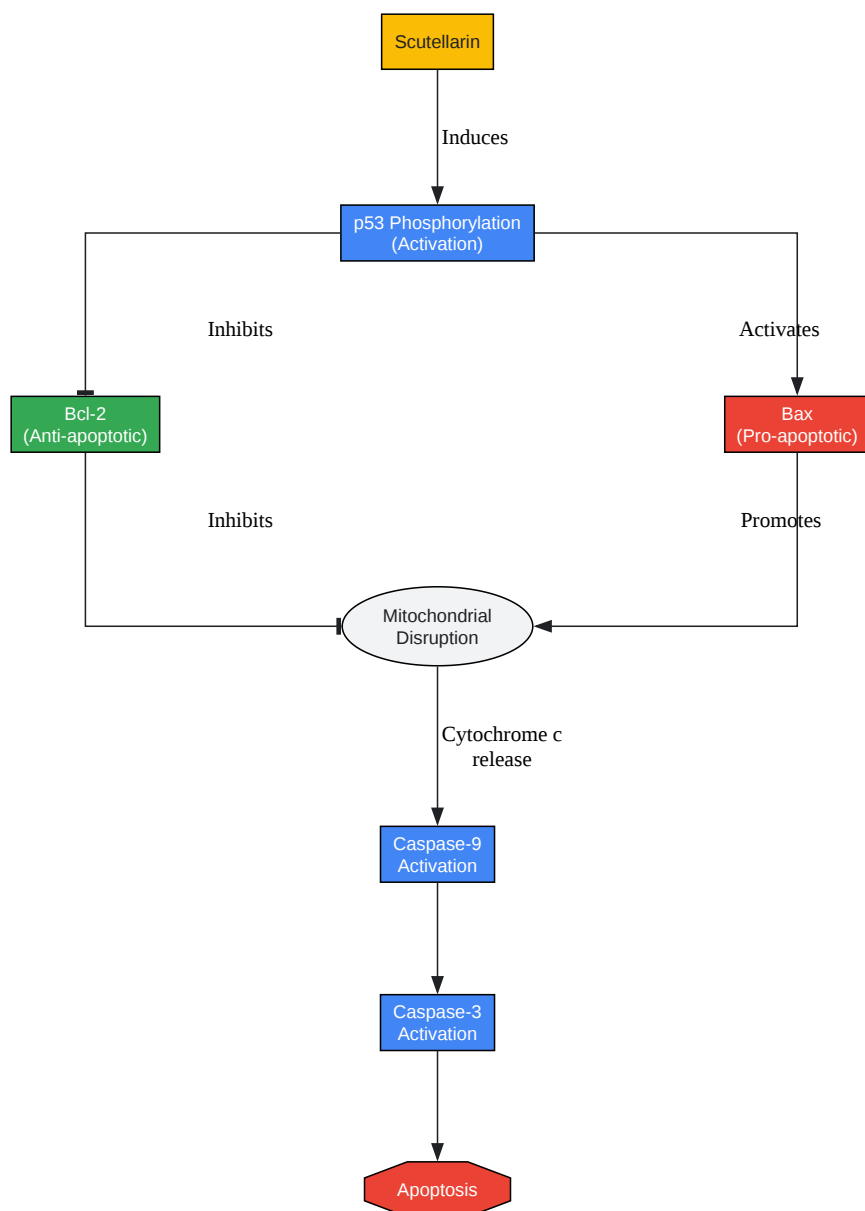 Scutellarin
Induces
p53 Phosphorylation
(Activation)
Inhibits
Activates
Bcl-2
(Anti-apoptotic)
Bax
(Pro-apoptotic)
Inhibits
Promotes
Mitochondrial
Disruption
Cytochrome c
release
Caspase-9
Activation
Caspase-3
Activation
Apoptosis